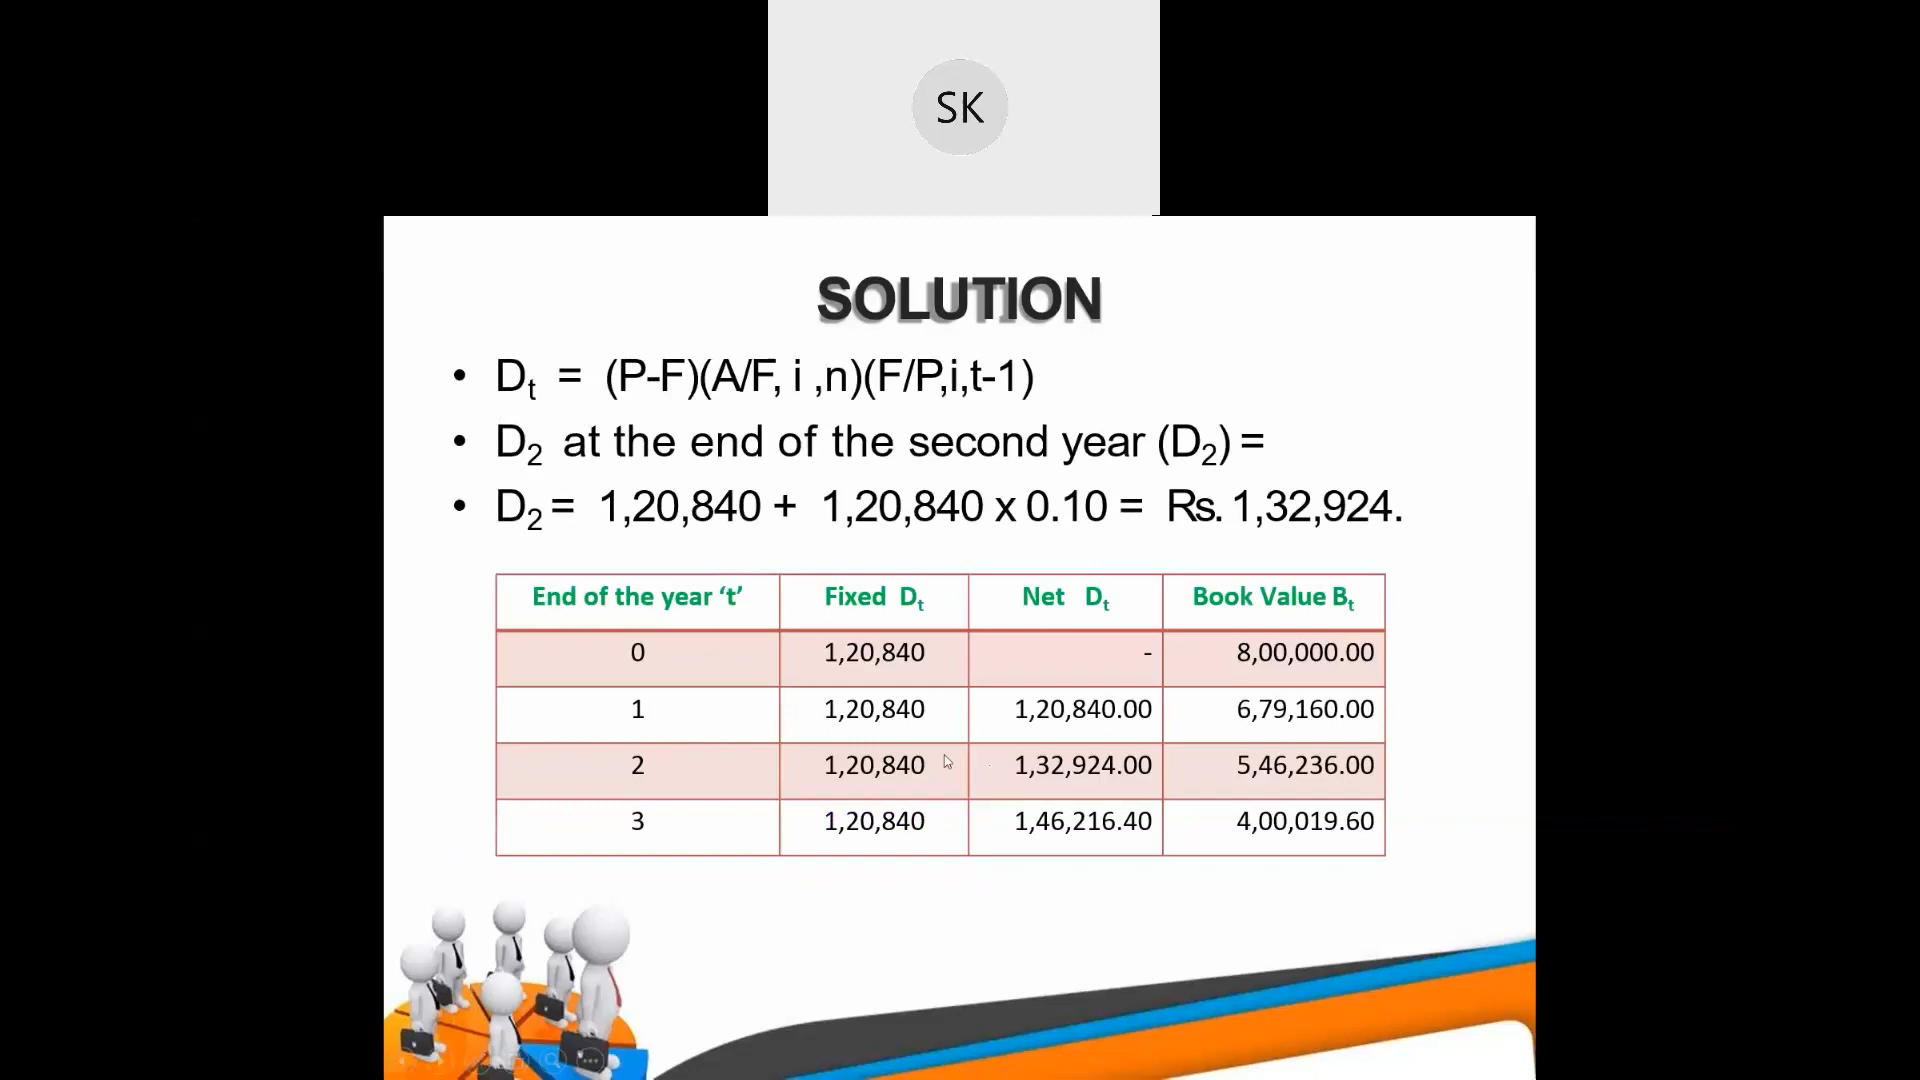 SK
SOLUTION
• Dt = (P-F)(A/F, i ,n)(F/P,i,t-1)
• D2 at the end of the second year (D2) =
• D2 = 1,20,840 + 1,20,840 x 0.10 = Rs. 1,32,924.
End of the year ‘t’ Fixed Dt Net Dt Book Value Bt
0 1,20,840 - 8,00,000.00
1 1,20,840 1,20,840.00 6,79,160.00
2 1,20,840 1,32,924.00 5,46,236.00
3 1,20,840 1,46,216.40 4,00,019.60